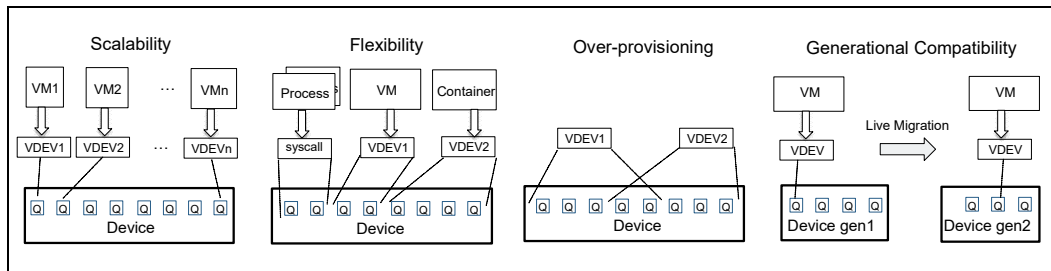 Scalability
VM1 VM2 ... VMn
VDEV1 VDEV2 ... VDEVn
Q Q Q Q Q Q Q Q
Device
Flexibility
Process VM Container
syscall VDEV1 VDEV2
Q Q Q Q Q Q Q Q
Device
Over-provisioning
VDEV1 VDEV2
Q Q Q Q Q Q Q Q
Device
Generational Compatibility
VM VM
Live Migration
VDEV VDEV
Q Q Q Q Q Q Q
Device gen1 Device gen2